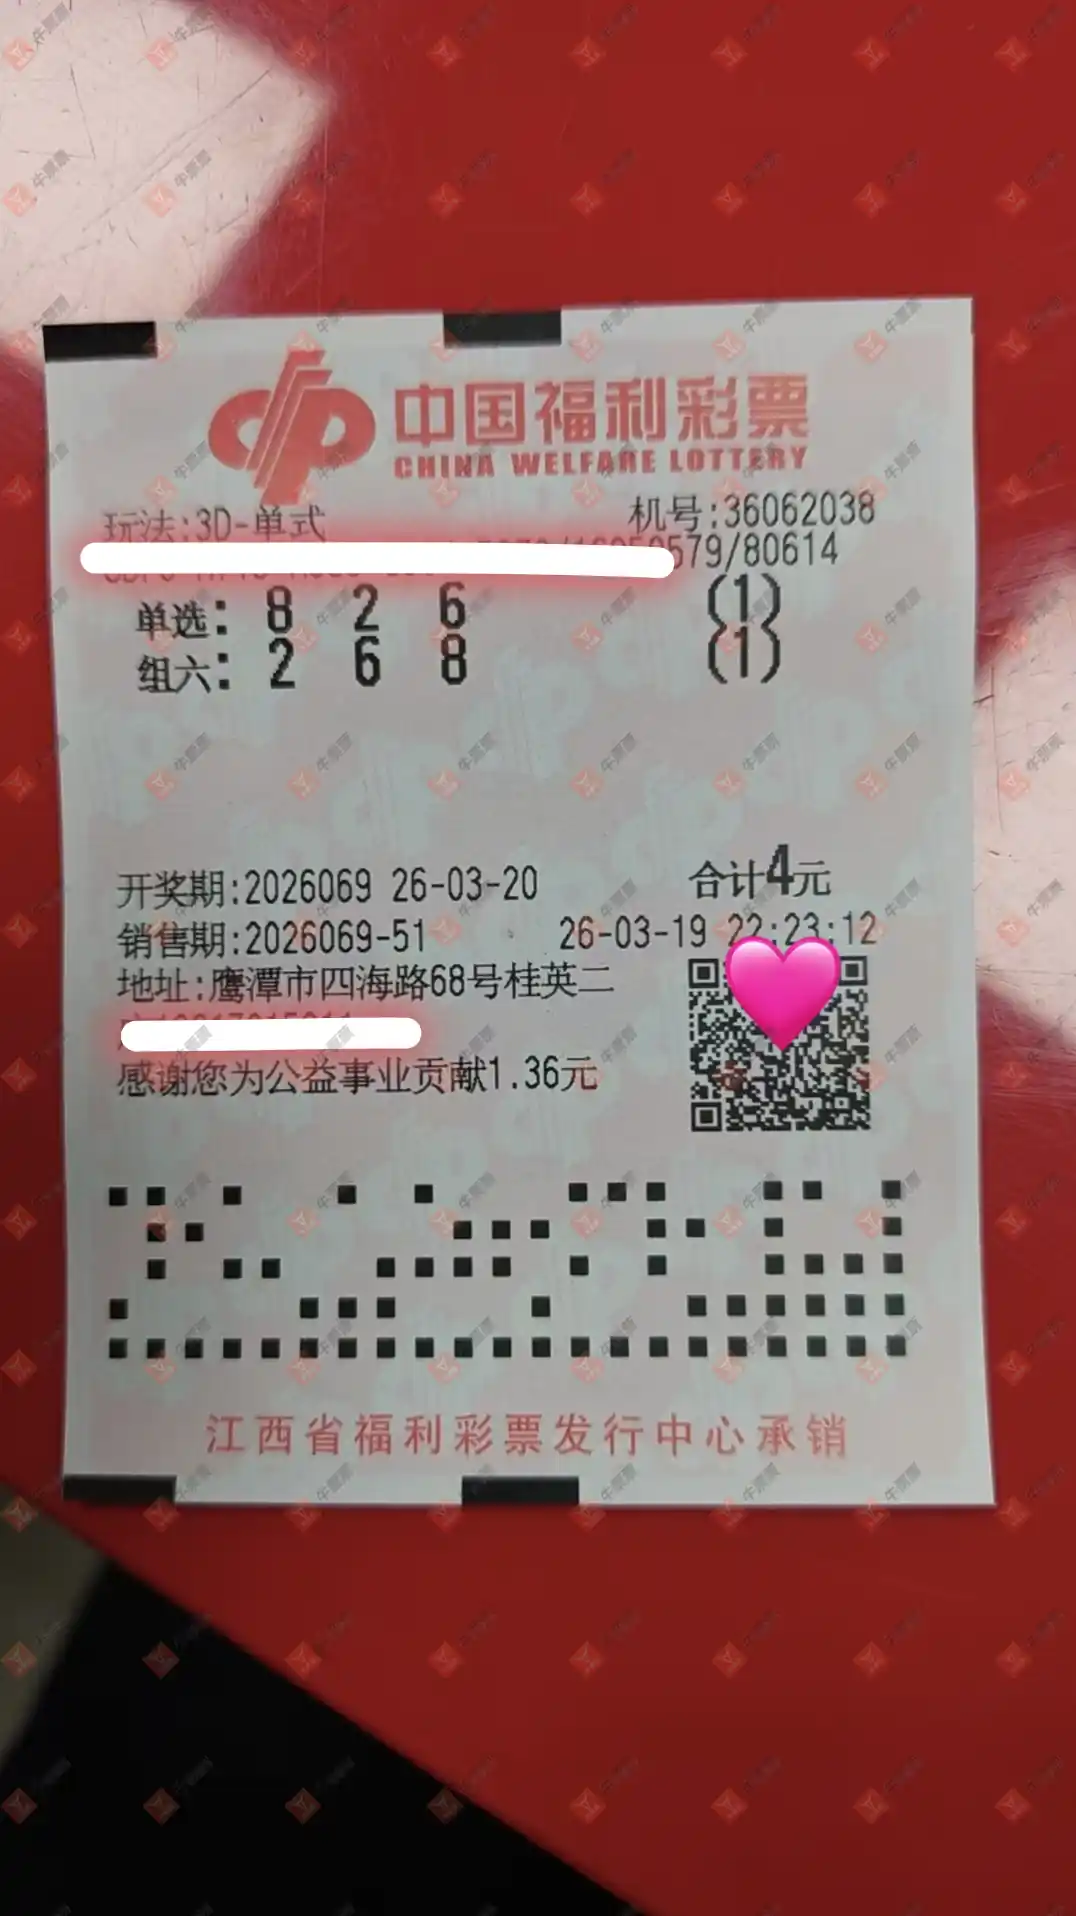 中国福利彩票
CHINA WELFARE LOTTERY
玩法:3D-单式 机号:36062038
579/80614
单选: 8 2 6 (1)
组六: 2 6 8 (1)
开奖期:2026069 26-03-20 合计4元
销售期:2026069-51 26-03-19 22:23:12
地址:鹰潭市四海路68号桂英二
感谢您为公益事业贡献1.36元
江西省福利彩票发行中心承销